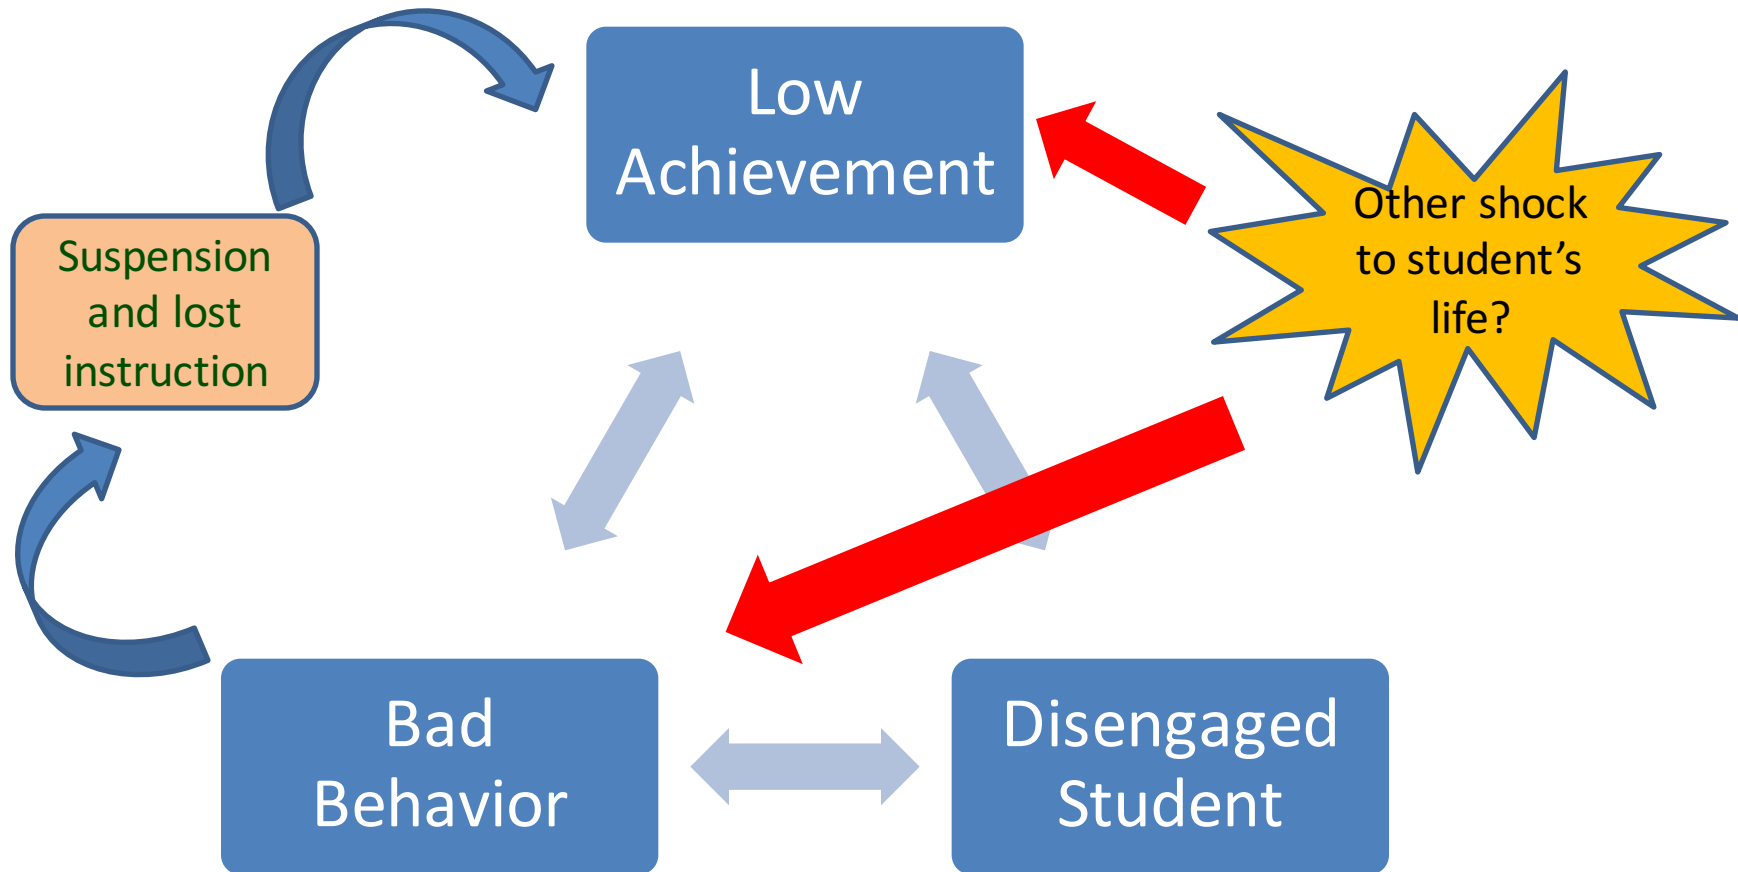 Low
Achievement
Suspension
and lost
instruction
Other shock
to student’s
life?
Bad
Behavior
Disengaged
Student